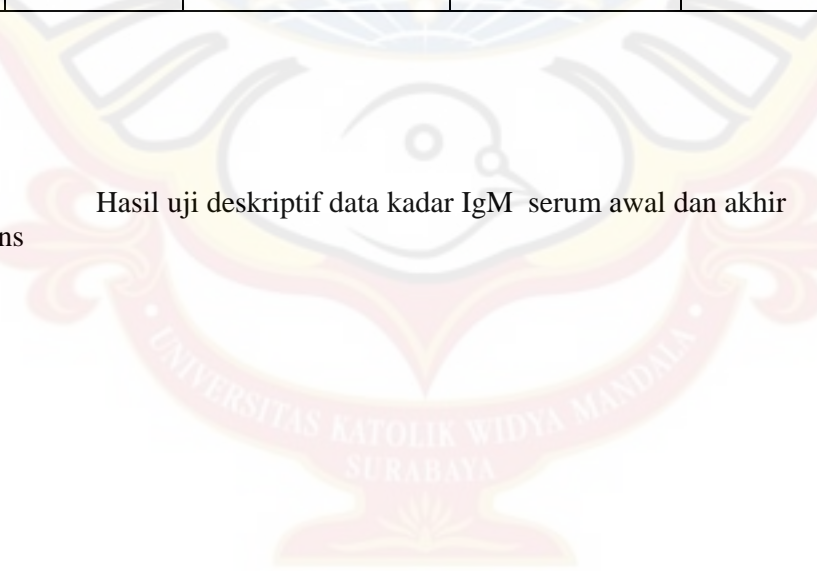 Hasil uji deskriptif data kadar IgM serum awal dan akhir
ns
UNIVERSITAS KATOLIK WIDYA MANDALA
SURABAYA